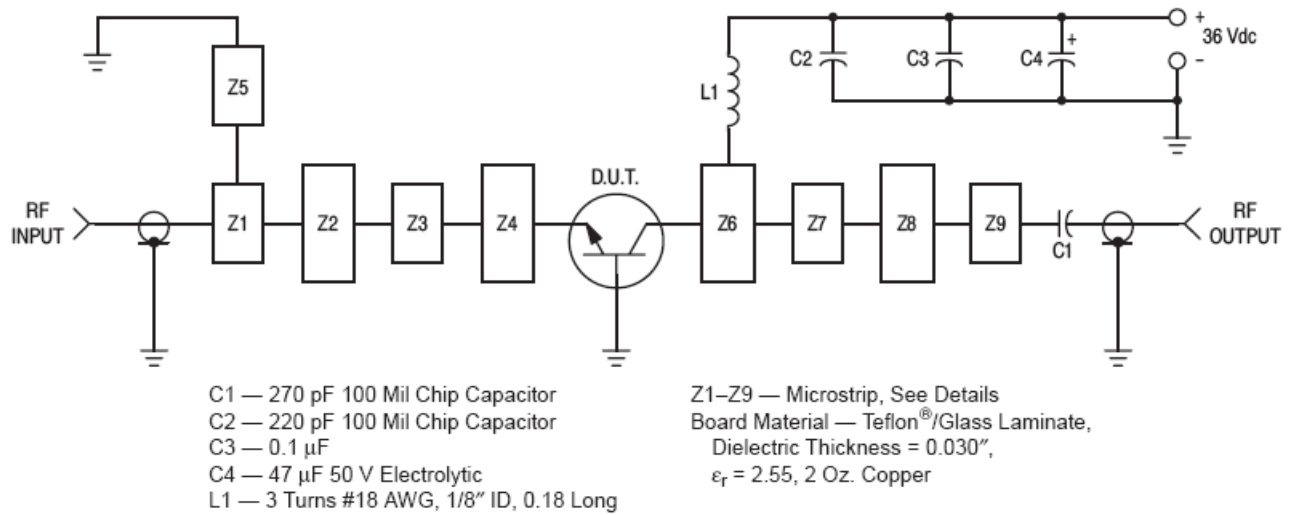 +
36 Vdc
–
C2
C3
C4
+
L1
Z5
D.U.T.
RF
INPUT
Z1
Z2
Z3
Z4
Z6
Z7
Z8
Z9
C1
RF
OUTPUT
C1 — 270 pF 100 Mil Chip Capacitor
C2 — 220 pF 100 Mil Chip Capacitor
C3 — 0.1 μF
C4 — 47 μF 50 V Electrolytic
L1 — 3 Turns #18 AWG, 1/8″ ID, 0.18 Long
Z1–Z9 — Microstrip, See Details
Board Material — Teflon®/Glass Laminate,
Dielectric Thickness = 0.030″,
εr = 2.55, 2 Oz. Copper